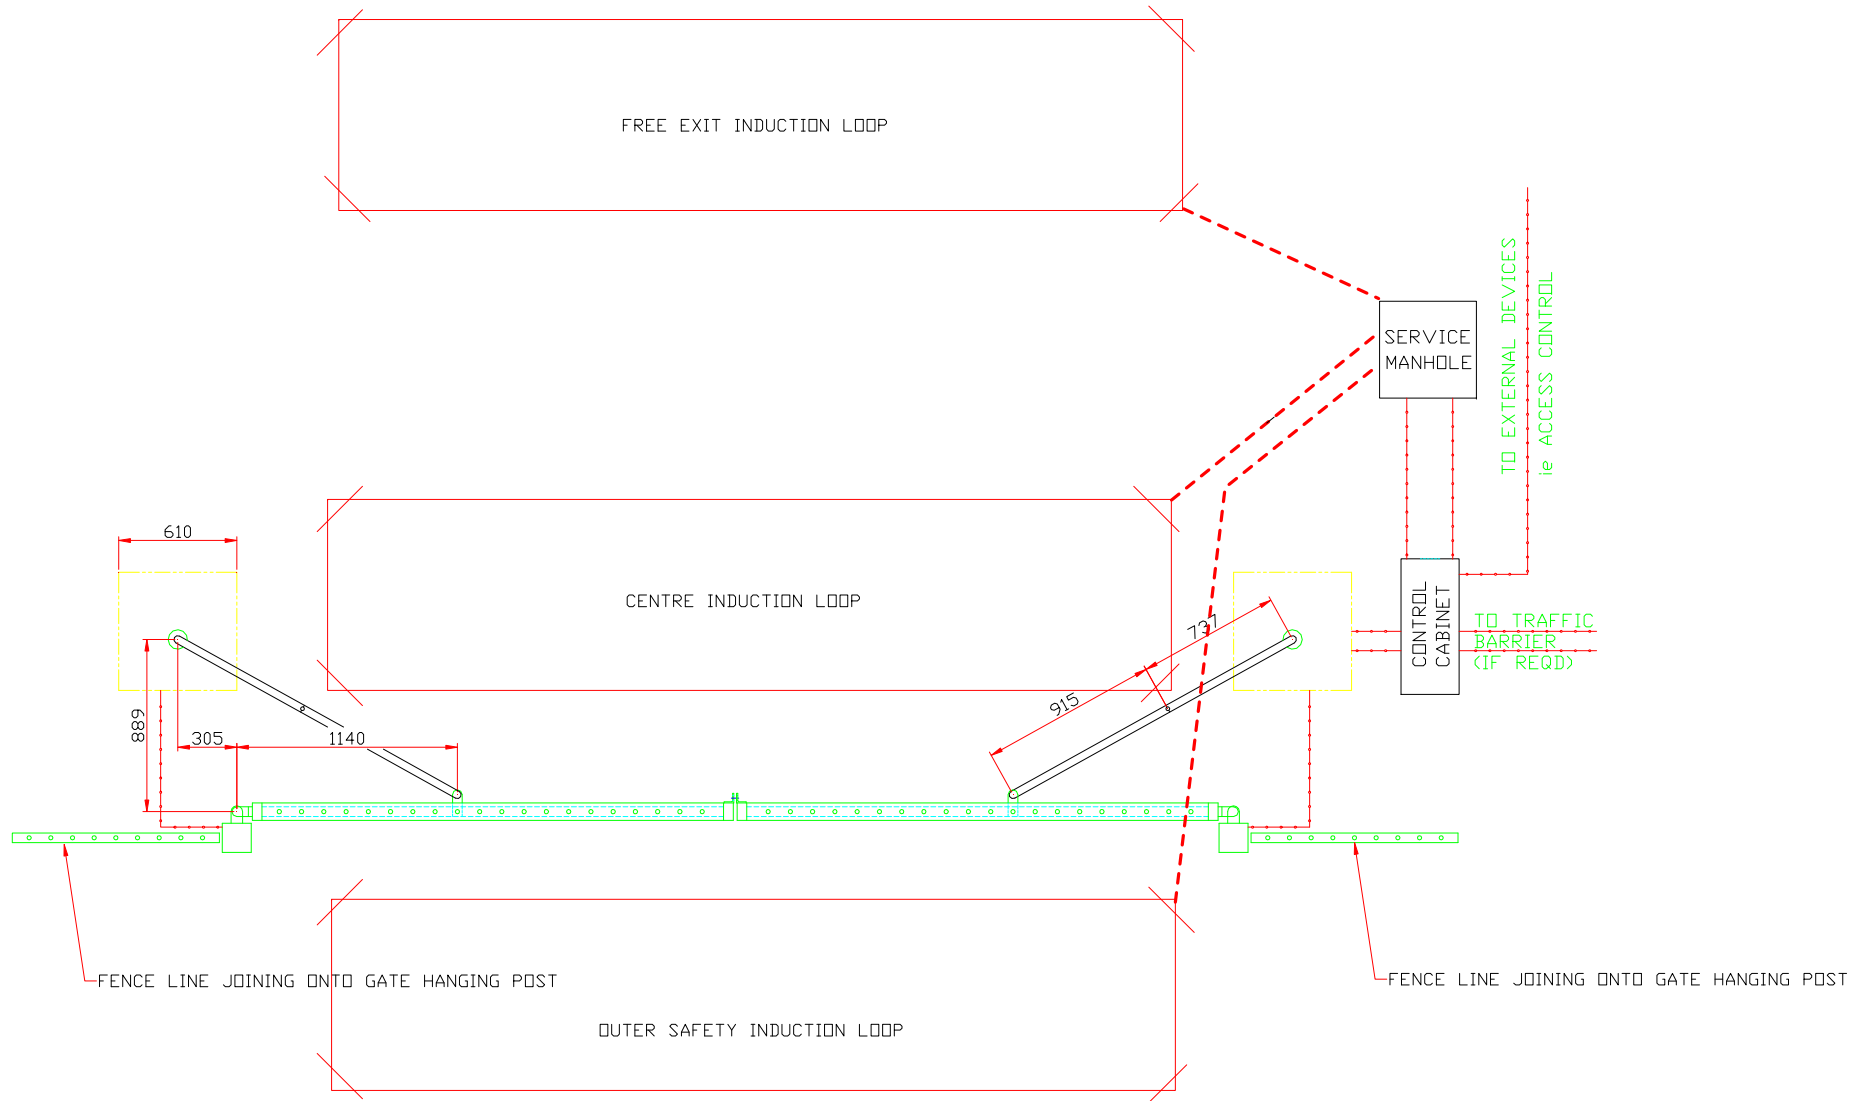 FREE EXIT INDUCTION LOOP
TO EXTERNAL DEVICES
ie ACCESS CONTROL
SERVICE
MANHOLE
610
CENTRE INDUCTION LOOP
CONTROL
CABINET
TO TRAFFIC
BARRIER
(IF REQD)
737
915
889
305
1140
FENCE LINE JOINING ONTO GATE HANGING POST
FENCE LINE JOINING ONTO GATE HANGING POST
OUTER SAFETY INDUCTION LOOP